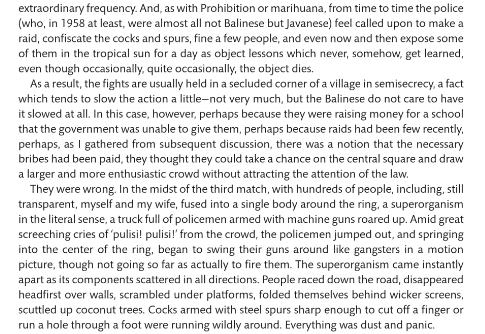 extraordinary frequency. And, as with Prohibition or marihuana, from time to time the police
(who, in 1958 at least, were almost all not Balinese but Javanese) feel called upon to make a
raid, confiscate the cocks and spurs, fine a few people, and even now and then expose some
of them in the tropical sun for a day as object lessons which never, somehow, get learned,
even though occasionally, quite occasionally, the object dies.
As a result, the fights are usually held in a secluded corner of a village in semisecrecy, a fact
which tends to slow the action a little—not very much, but the Balinese do not care to have
it slowed at all. In this case, however, perhaps because they were raising money for a school
that the government was unable to give them, perhaps because raids had been few recently,
perhaps, as I gathered from subsequent discussion, there was a notion that the necessary
bribes had been paid, they thought they could take a chance on the central square and draw
a larger and more enthusiastic crowd without attracting the attention of the law.
They were wrong. In the midst of the third match, with hundreds of people, including, still
transparent, myself and my wife, fused into a single body around the ring, a superorganism
in the literal sense, a truck full of policemen armed with machine guns roared up. Amid great
screeching cries of 'pulisi! pulisi!' from the crowd, the policemen jumped out, and springing
into the center of the ring, began to swing their guns around like gangsters in a motion
picture, though not going so far as actually to fire them. The superorganism came instantly
apart as its components scattered in all directions. People raced down the road, disappeared
headfirst over walls, scrambled under platforms, folded themselves behind wicker screens,
scuttled up coconut trees. Cocks armed with steel spurs sharp enough to cut off a finger or
run a hole through a foot were running wildly around. Everything was dust and panic.